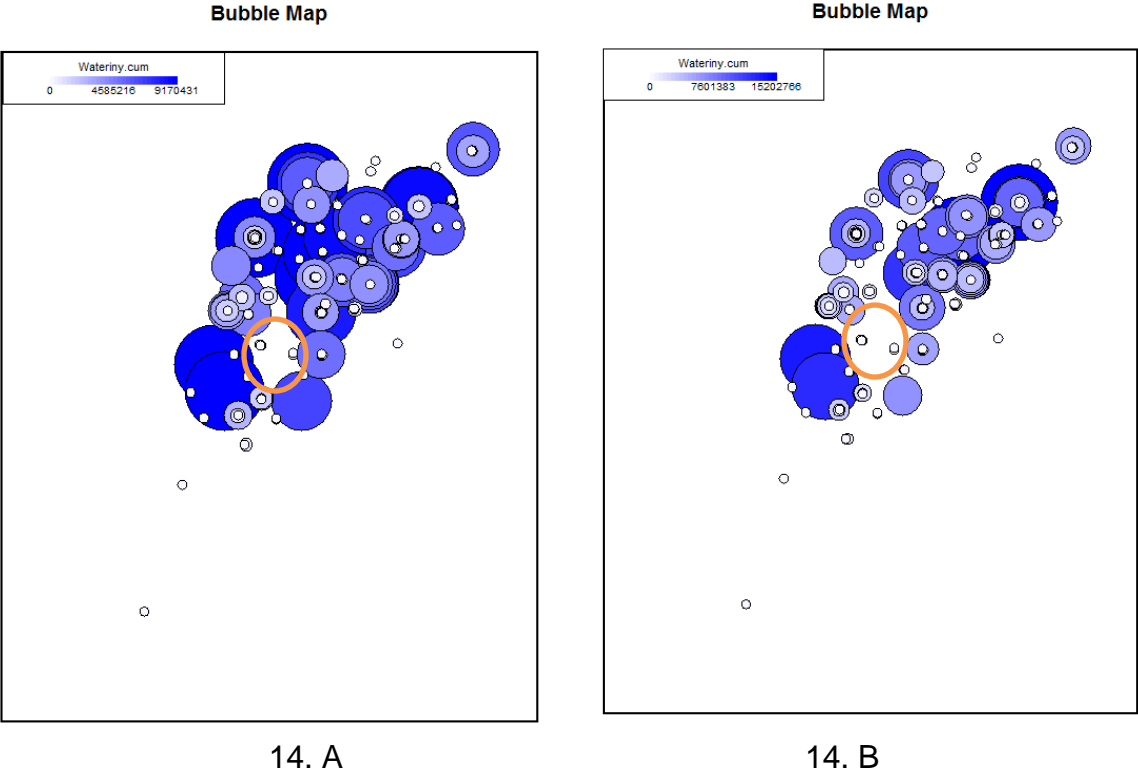 Bubble Map
Wateriny.cum
0 4585216 9170431
14. A
Bubble Map
Wateriny.cum
0 7601383 15202766
14. B